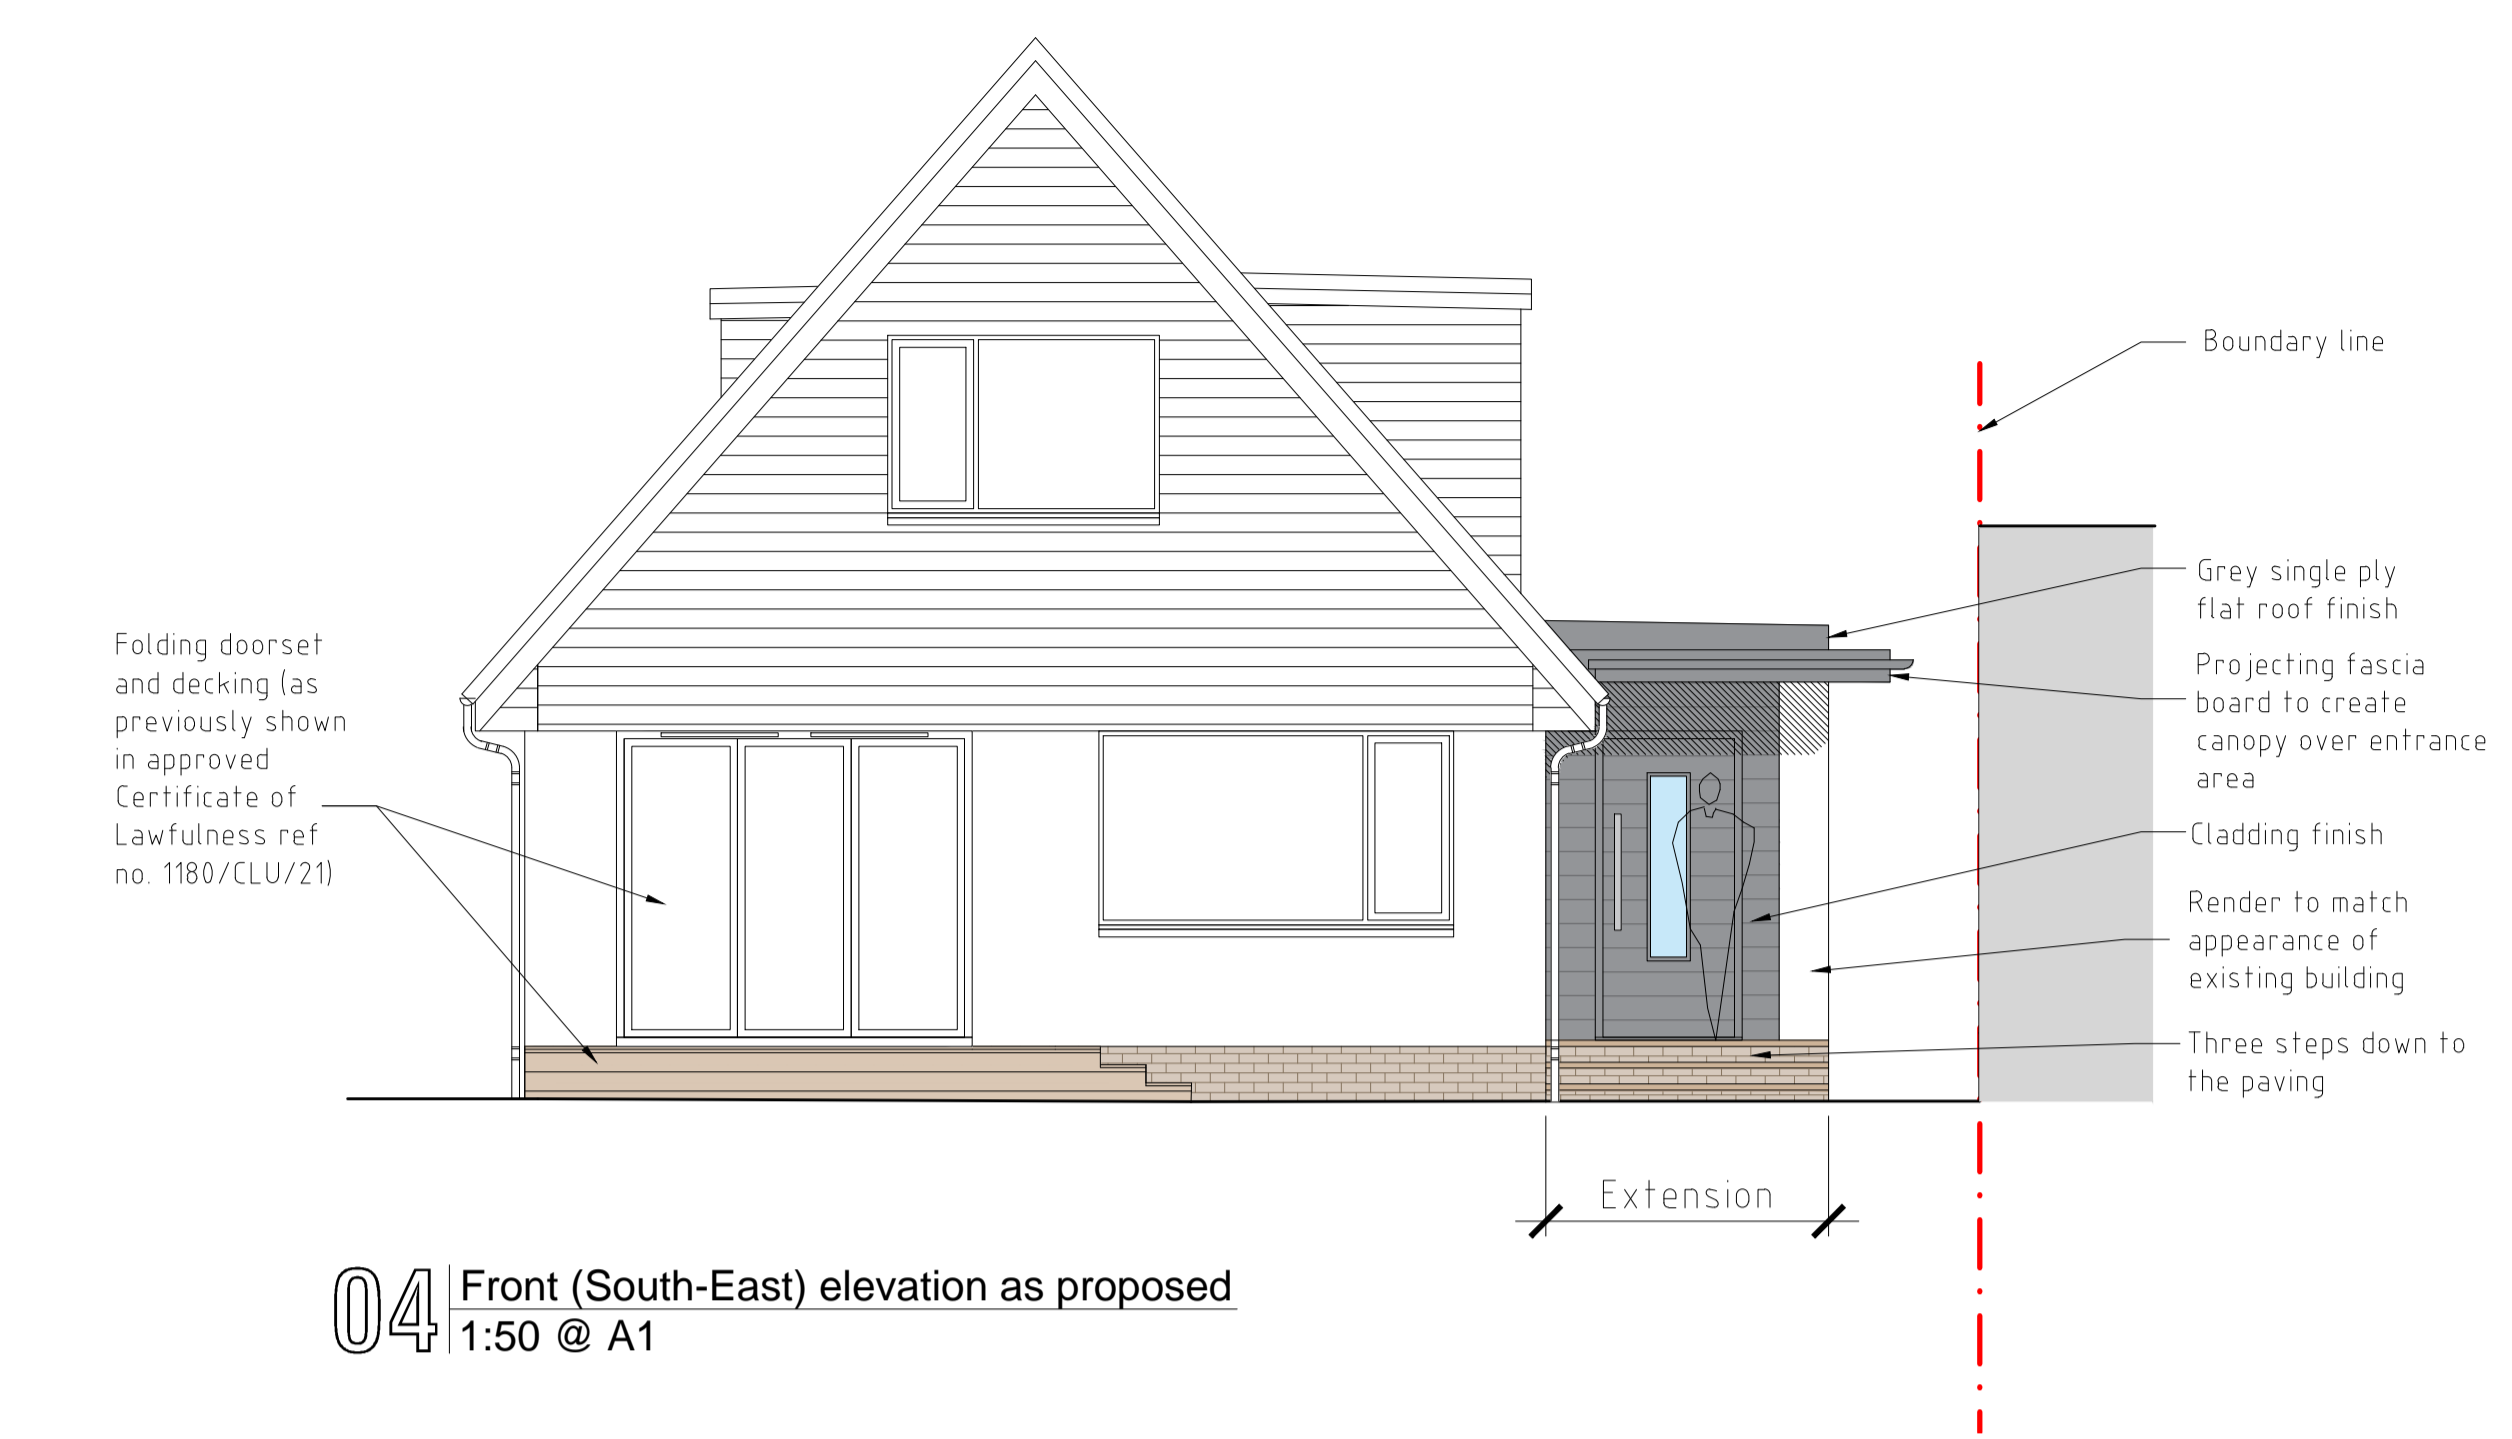 Boundary line
Grey single ply
flat roof finish
Folding doorset
and decking (as
previously shown
in approved
Certificate of
Lawfulness ref
no. 1180/CLU/21)
Projecting fascia
board to create
canopy over entrance
area
Cladding finish
Render to match
appearance of
existing building
Three steps down to
the paving
Extension
04
Front (South-East) elevation as proposed
1:50 @ A1